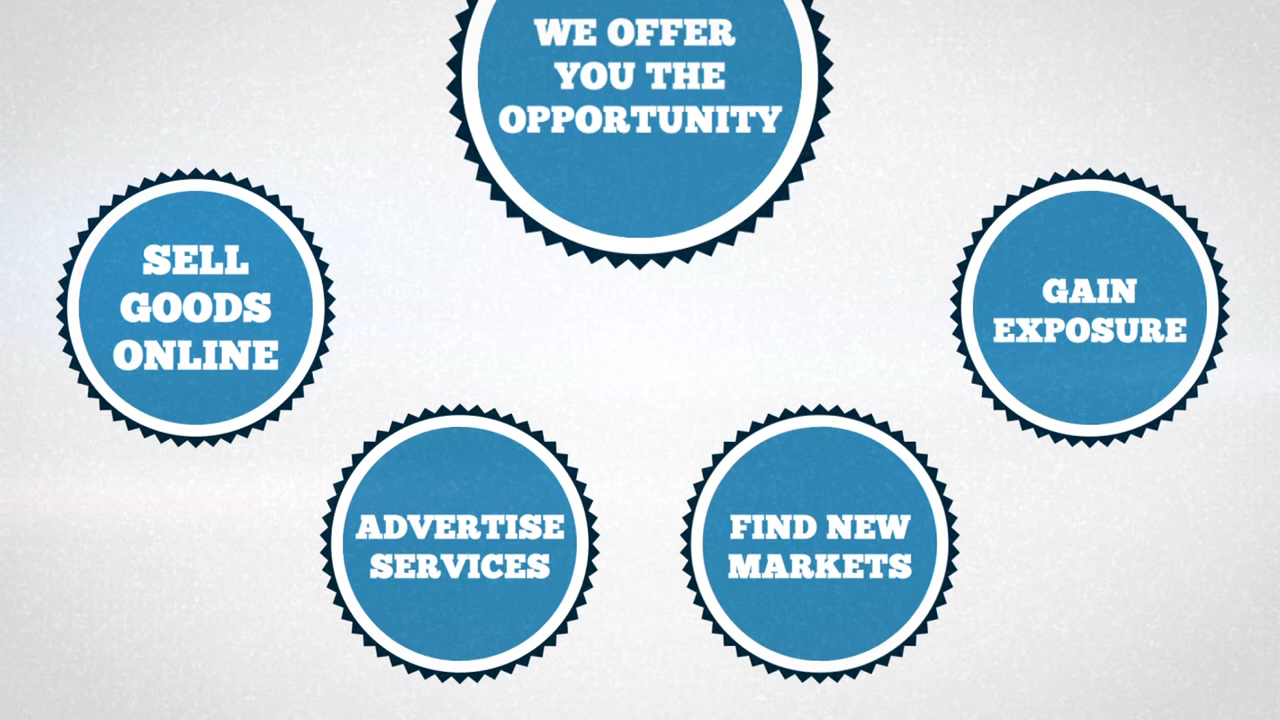 WE OFFER
YOU THE
OPPORTUNITY
SELL
GOODS
ONLINE
GAIN
EXPOSURE
ADVERTISE
SERVICES
FIND NEW
MARKETS